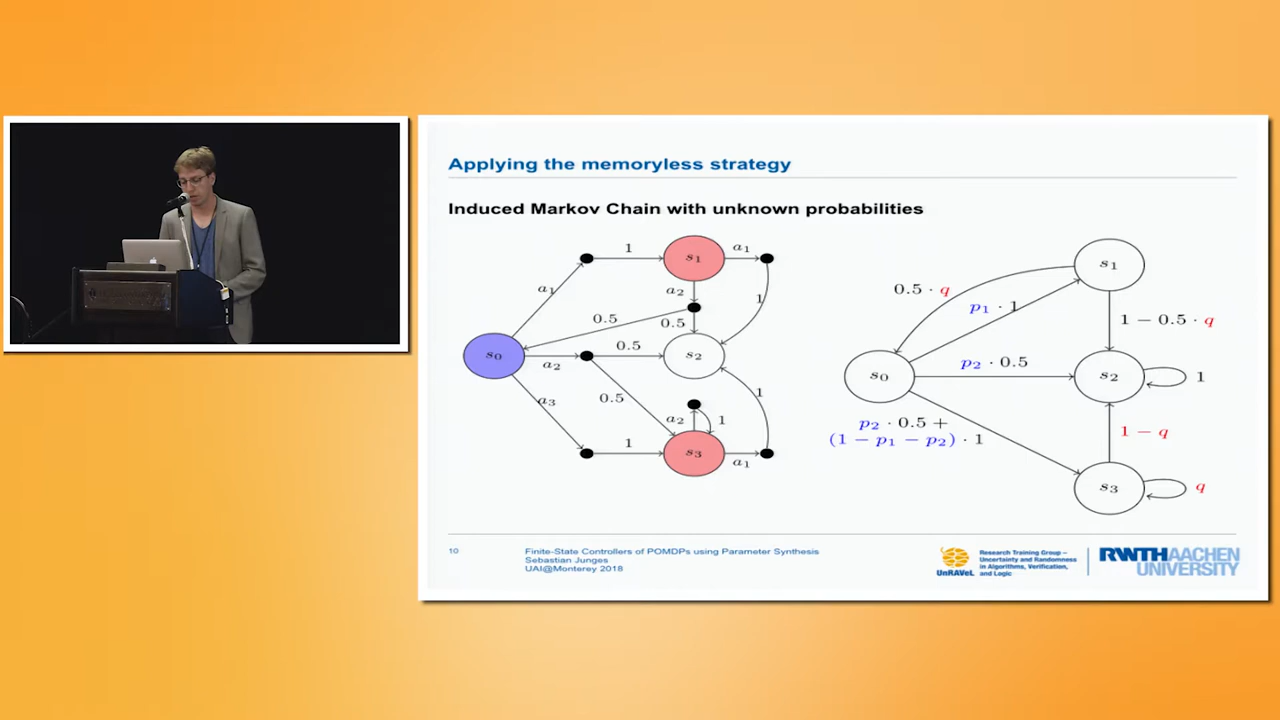 Applying the memoryless strategy
Induced Markov Chain with unknown probabilities
a₁
1
s₁
a₁
a₂
1
0.5
0.5
s₀
a₂
0.5
s₂
a₃
0.5
a₂
1
1
1
s₃
a₁
s₁
0.5 · q
p₁ · 1
1 − 0.5 · q
p₂ · 0.5
s₀
s₂
1
p₂ · 0.5 +
(1 − p₁ − p₂) · 1
1 − q
s₃
q
10
Finite-State Controllers of POMDPs using Parameter Synthesis
Sebastian Junges
UAI@Monterey 2018
UnRAVeL
Research Training Group –
Uncertainty and Randomness
in Algorithms, Verification,
and Logic
RWTHAACHEN
UNIVERSITY